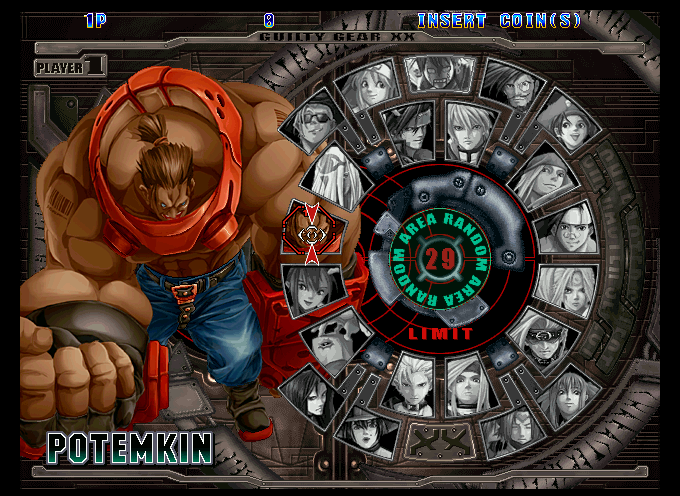 1P 0 INSERT COIN(S)
GUILTY GEAR XX
PLAYER 1
RANDOM AREA RANDOM AREA RANDOM AREA
29
LIMIT
XX
POTEMKIN